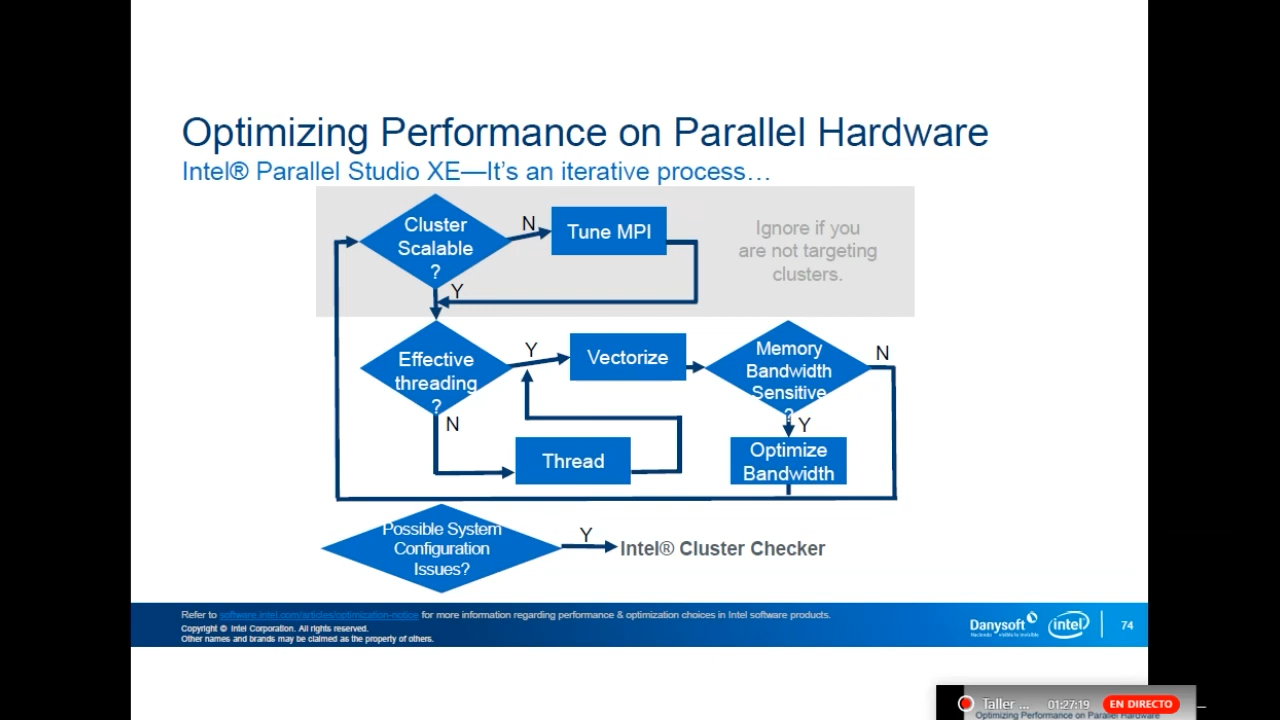 Optimizing Performance on Parallel Hardware
Intel® Parallel Studio XE—It's an iterative process…
Cluster
Scalable
?
N
Tune MPI
Ignore if you
are not targeting
clusters.
Y
Effective
threading
?
Y
Vectorize
Memory
Bandwidth
Sensitive
?
N
N
Thread
Y
Optimize
Bandwidth
Possible System
Configuration
Issues?
Y
Intel® Cluster Checker
Refer to software.intel.com/articles/optimization-notice for more information regarding performance & optimization choices in Intel software products.
Copyright © Intel Corporation. All rights reserved.
Other names and brands may be claimed as the property of others.
Danysoft
intel
74
Taller ...
01:27:19
EN DIRECTO
Optimizing Performance on Parallel Hardware